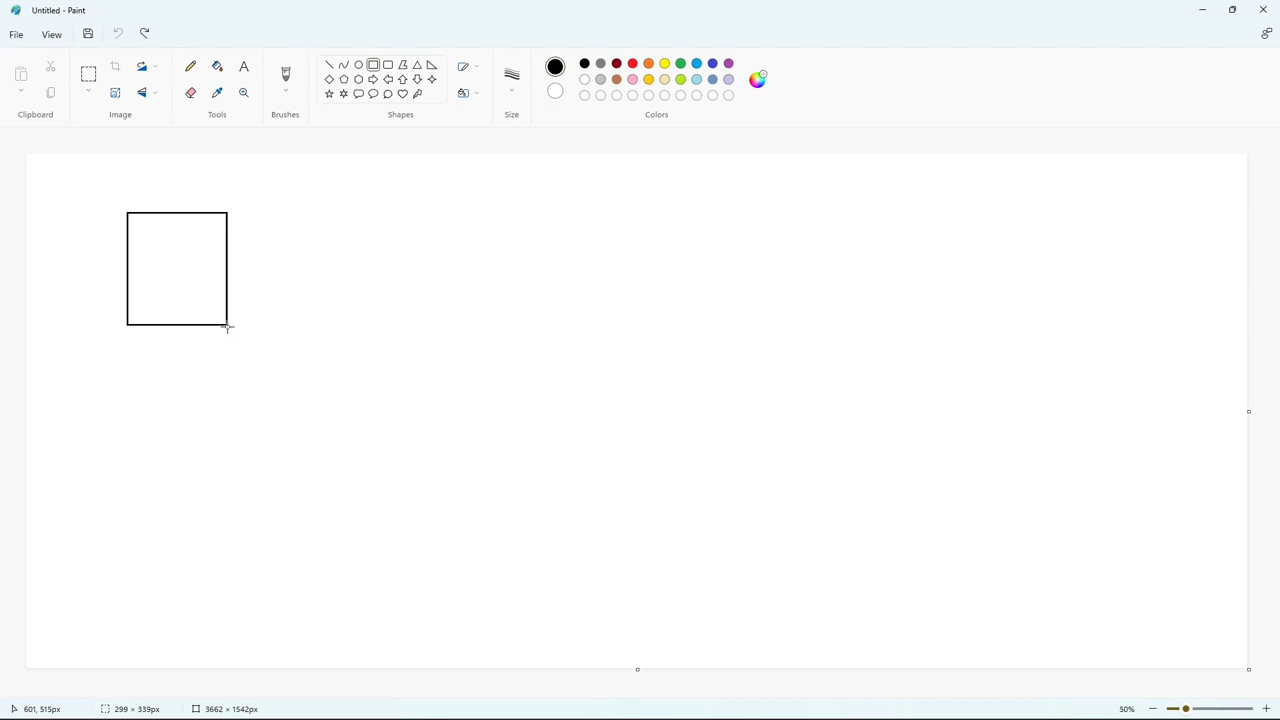 Untitled - Paint
File View
Clipboard Image Tools Brushes Shapes Size Colors
601, 515px 299 × 339px 3662 × 1542px 50%